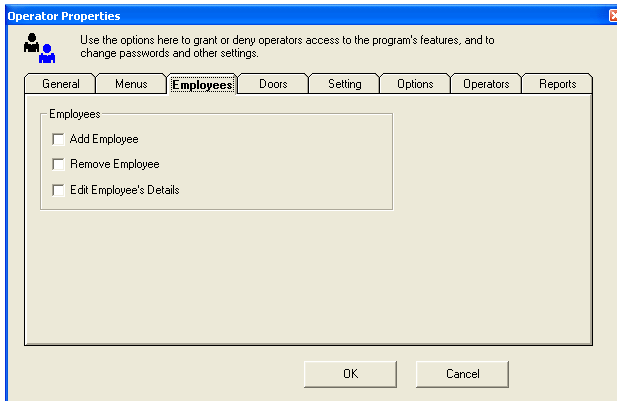 Operator Properties
Use the options here to grant or deny operators access to the program's features, and to
change passwords and other settings.
General Menus Employees Doors Setting Options Operators Reports
Employees
Add Employee
Remove Employee
Edit Employee's Details
OK Cancel